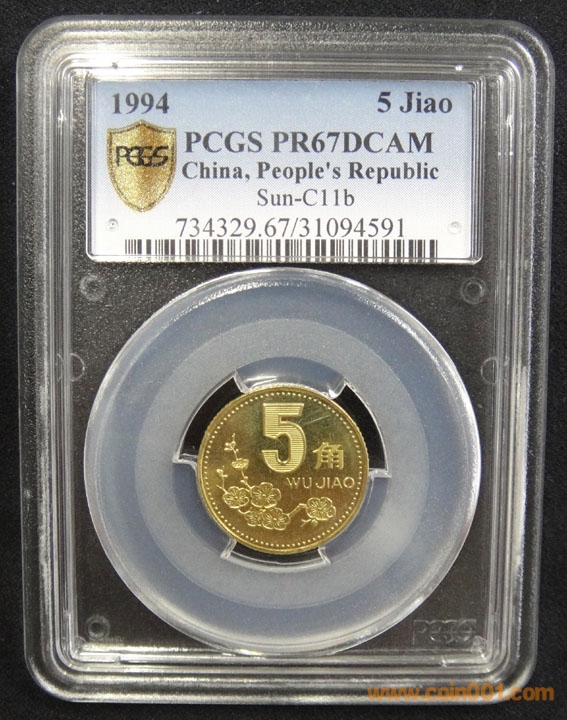 1994 5 Jiao
PCGS PCGS PR67DCAM
China, People's Republic
Sun-C11b
734329.67/31094591
5角
WU JIAO
PCGS
www.coin001.com